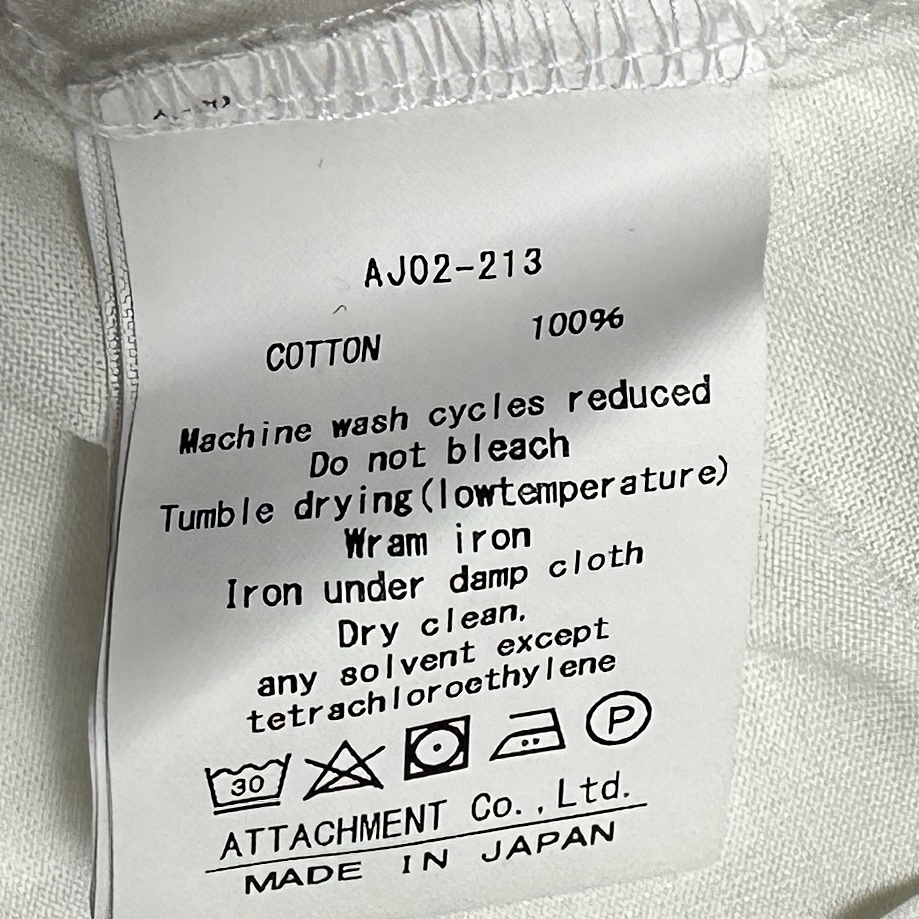 AJ02-213
COTTON 100%
Machine wash cycles reduced
Do not bleach
Tumble drying(lowtemperature)
Wram iron
Iron under damp cloth
Dry clean.
any solvent except
tetrachloroethylene
30 P
ATTACHMENT Co.,Ltd.
MADE IN JAPAN